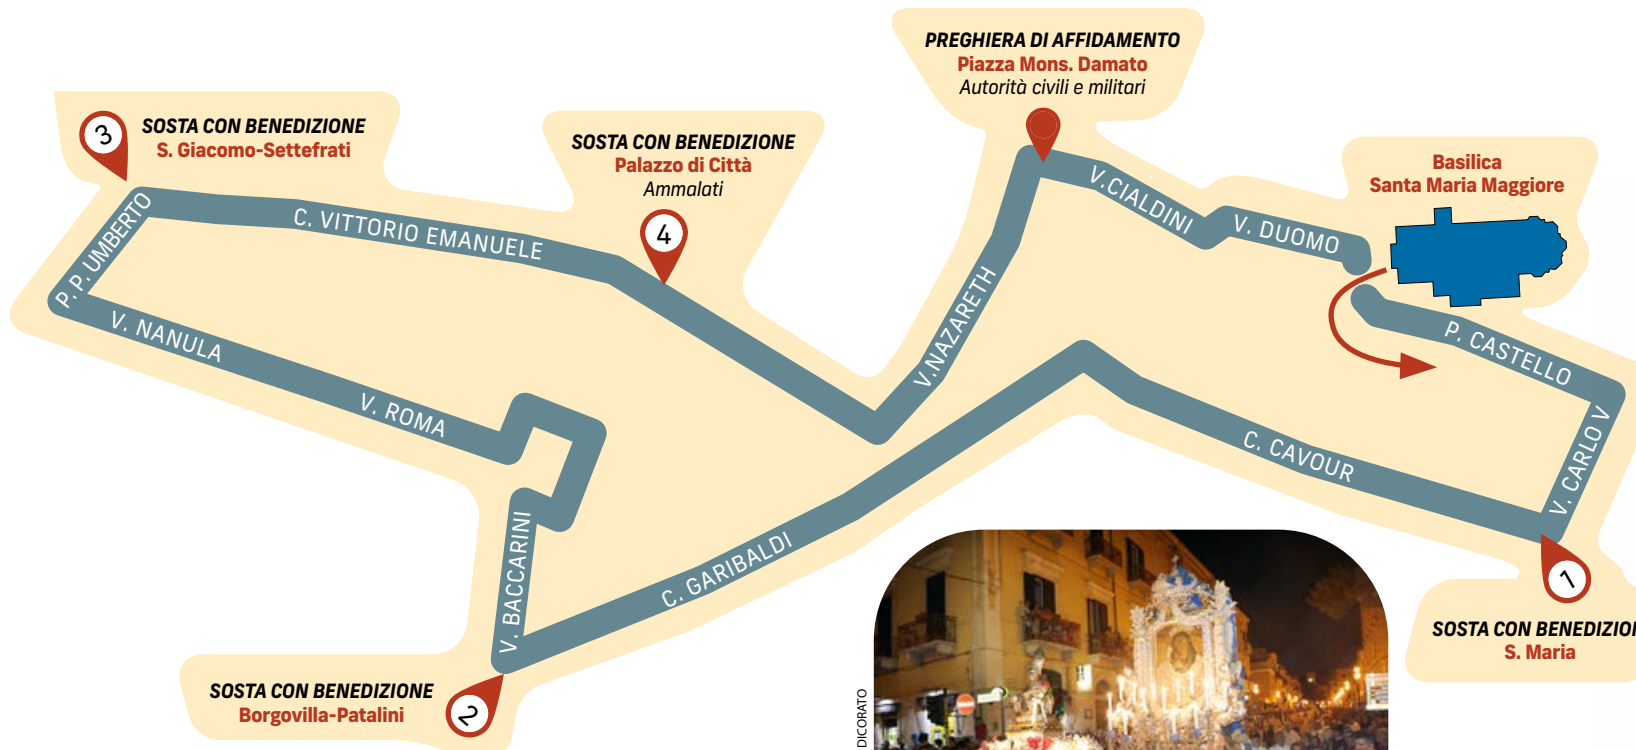 PREGHIERA DI AFFIDAMENTO
Piazza Mons. Damato
Autorità civili e militari
3
SOSTA CON BENEDIZIONE
S. Giacomo-Settefrati
SOSTA CON BENEDIZIONE
Palazzo di Città
Ammalati
4
Basilica
Santa Maria Maggiore
V.CIALDINI
V. DUOMO
P. P. UMBERTO
C. VITTORIO EMANUELE
V.NAZARETH
V. NANULA
P. CASTELLO
V. ROMA
C. CAVOUR
V. CARLO V
V. BACCARINI
C. GARIBALDI
1
SOSTA CON BENEDIZION
S. Maria
SOSTA CON BENEDIZIONE
Borgovilla-Patalini
2
DICORATO